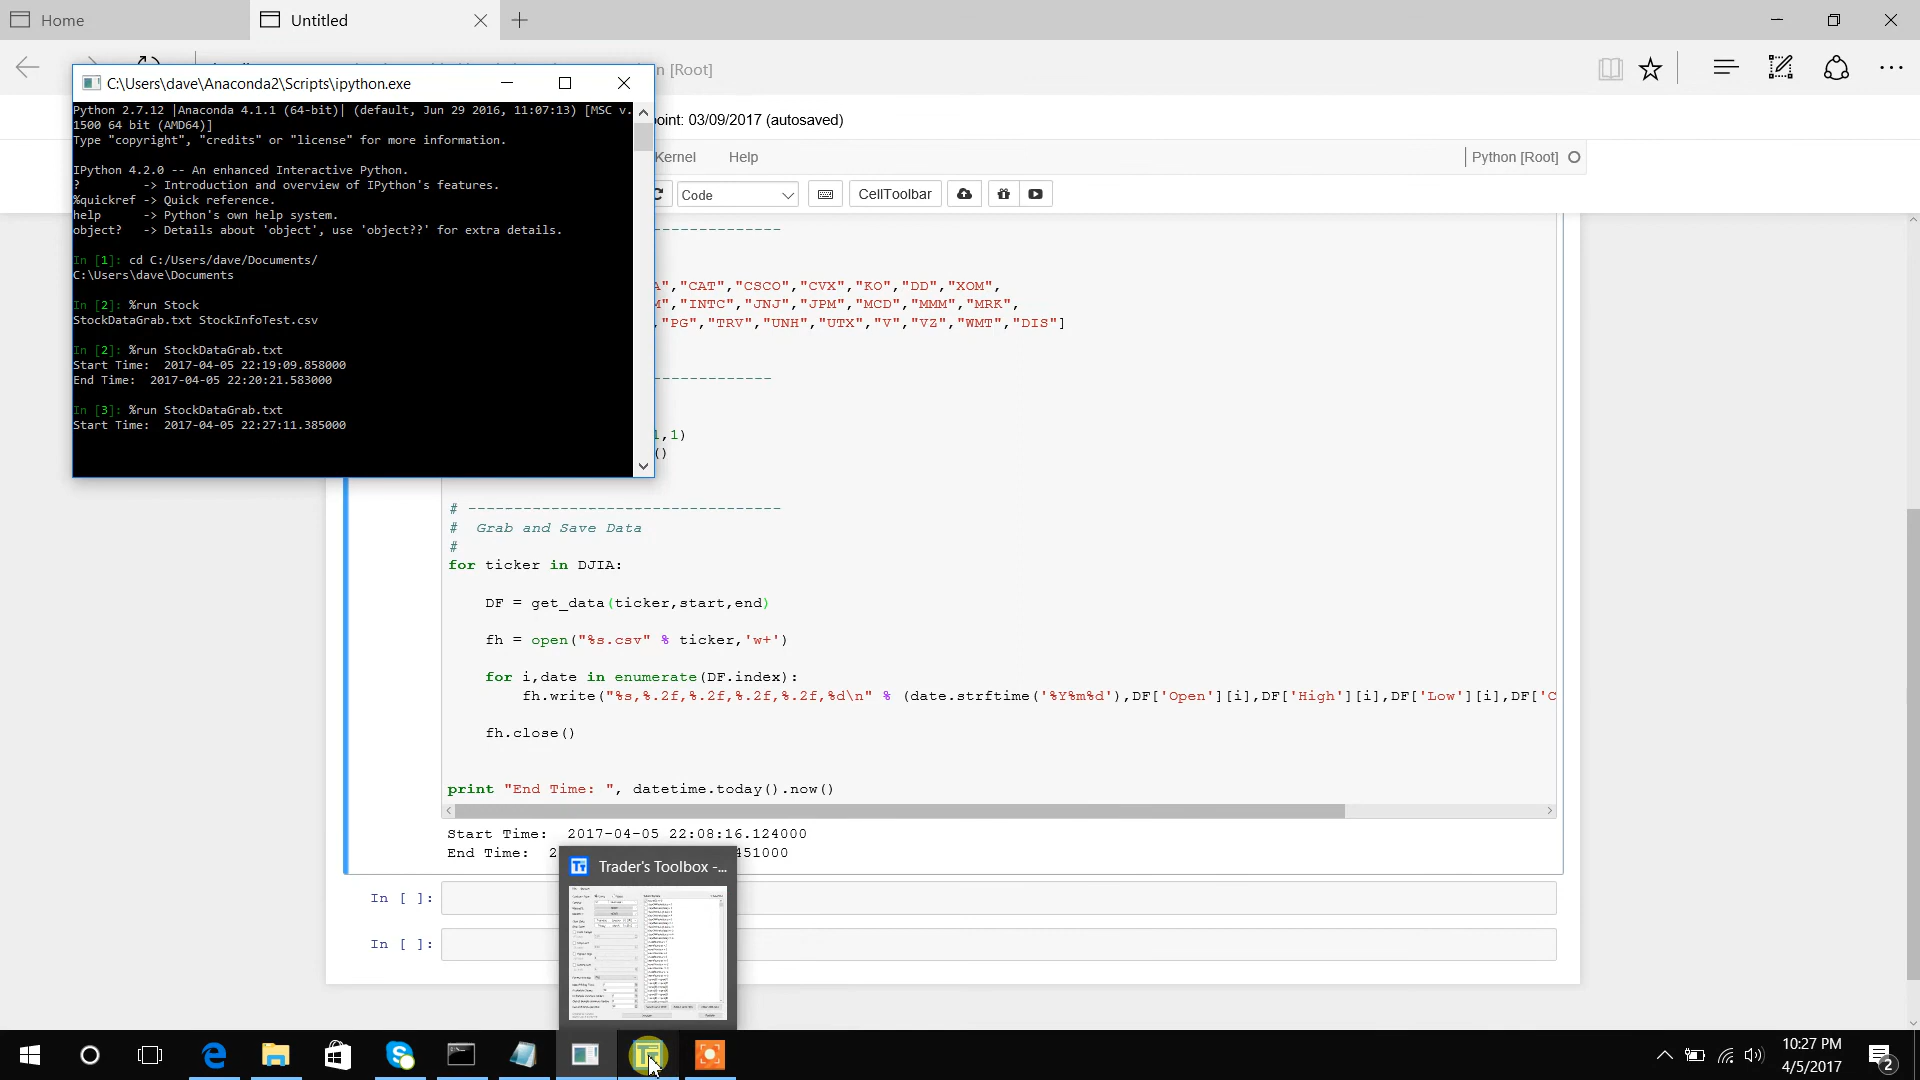 Home
Untitled
[Root]
C:\Users\dave\Anaconda2\Scripts\ipython.exe
Python 2.7.12 |Anaconda 4.1.1 (64-bit)| (default, Jun 29 2016, 11:07:13) [MSC v.
1500 64 bit (AMD64)]
Type "copyright", "credits" or "license" for more information.
IPython 4.2.0 -- An enhanced Interactive Python.
? -> Introduction and overview of IPython's features.
%quickref -> Quick reference.
help -> Python's own help system.
object? -> Details about 'object', use 'object??' for extra details.
In [1]: cd C:/Users/dave/Documents/
C:\Users\dave\Documents
In [2]: %run Stock
StockDataGrab.txt StockInfoTest.csv
In [2]: %run StockDataGrab.txt
Start Time:  2017-04-05 22:19:09.858000
End Time:  2017-04-05 22:20:21.583000
In [3]: %run StockDataGrab.txt
Start Time:  2017-04-05 22:27:11.385000
oint: 03/09/2017 (autosaved)
Kernel Help
Python [Root]
Code
CellToolbar
---------------
A","CAT","CSCO","CVX","KO","DD","XOM",
M","INTC","JNJ","JPM","MCD","MMM","MRK",
,"PG","TRV","UNH","UTX","V","VZ","WMT","DIS"]
--------------
1,1)
()
# ----------------------------------
#  Grab and Save Data
#
for ticker in DJIA:
DF = get_data(ticker,start,end)
fh = open("%s.csv" % ticker,'w+')
for i,date in enumerate(DF.index):
fh.write("%s,%.2f,%.2f,%.2f,%.2f,%d\n" % (date.strftime('%Y%m%d'),DF['Open'][i],DF['High'][i],DF['Low'][i],DF['C
fh.close()
print "End Time: ", datetime.today().now()
Start Time:  2017-04-05 22:08:16.124000
End Time:  2 451000
In [ ]:
In [ ]:
Trader's Toolbox -...
10:27 PM
4/5/2017
2